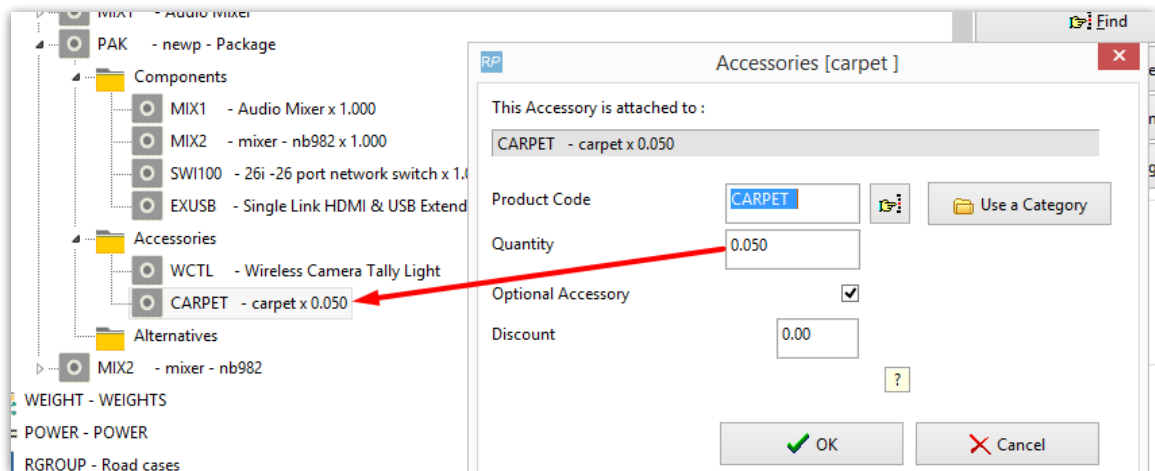 MIX1 - Audio Mixer
PAK - newp - Package
Components
MIX1 - Audio Mixer x 1.000
MIX2 - mixer - nb982 x 1.000
SWI100 - 26i -26 port network switch x 1.0
EXUSB - Single Link HDMI & USB Extend
Accessories
WCTL - Wireless Camera Tally Light
CARPET - carpet x 0.050
Alternatives
MIX2 - mixer - nb982
WEIGHT - WEIGHTS
POWER - POWER
RGROUP - Road cases
Find
RP
Accessories [carpet ]
This Accessory is attached to :
CARPET - carpet x 0.050
Product Code
CARPET
Use a Category
Quantity
0.050
Optional Accessory
Discount
0.00
?
OK
Cancel